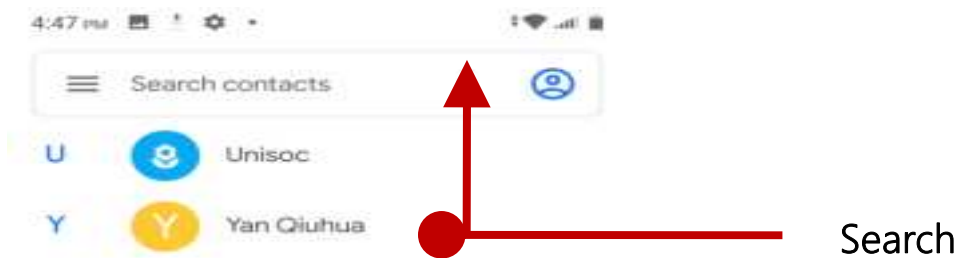 4:47 PM
Search contacts
U Unisoc
Y Y Yan Qiuhua
Search